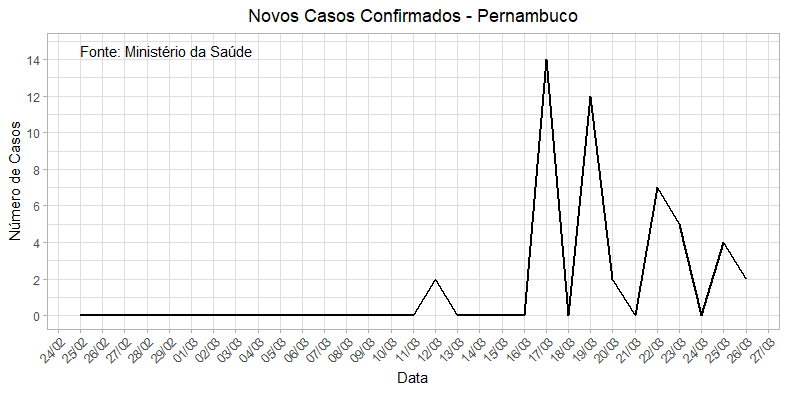 Novos Casos Confirmados - Pernambuco
Fonte: Ministério da Saúde
Número de Casos
14
12
10
8
6
4
2
0
24/02 25/02 26/02 27/02 28/02 29/02 01/03 02/03 03/03 04/03 05/03 06/03 07/03 08/03 09/03 10/03 11/03 12/03 13/03 14/03 15/03 16/03 17/03 18/03 19/03 20/03 21/03 22/03 23/03 24/03 25/03 26/03 27/03
Data